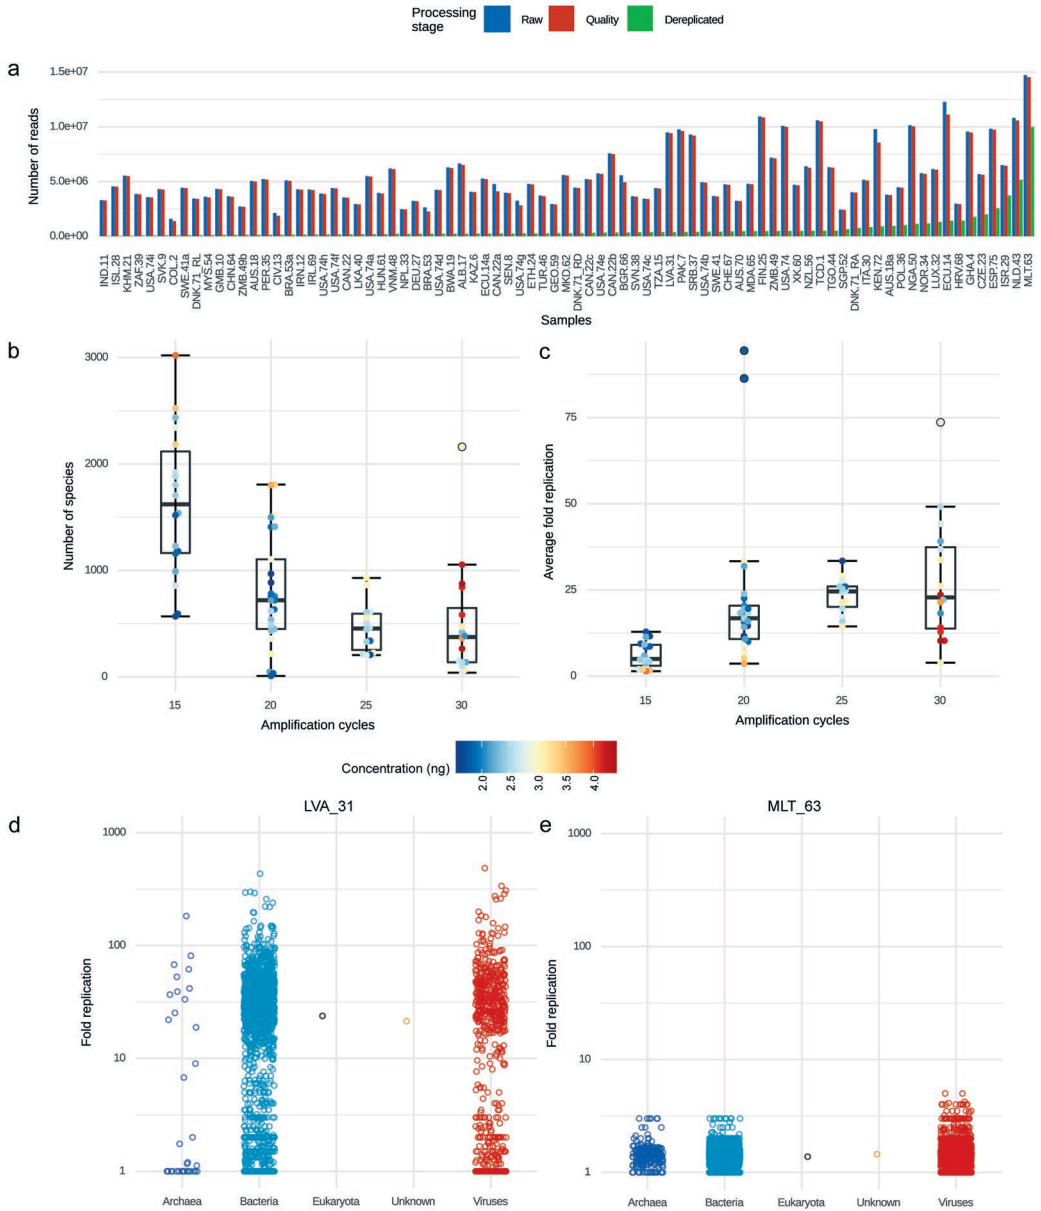 Processing
stage
Raw
Quality
Dereplicated
a
1.5e+07
1.0e+07
5.0e+06
0.0e+00
Number of reads
IND.11
ISL.28
KHM.21
ZAF.39
USA.74i
SVK.9
COL.2
SWE.41a
DNK.71_RL
MYS.54
GMB.10
CHN.64
ZMB.49b
AUS.18
PER.83
CIV.13
BRA.53a
IRN.12
IRL.69
USA.74h
USA.74f
CAN.22
LKA.40
USA.74a
HUN.61
VNM.48
NPL.33
DEU.27
BRA.53
USA.74d
BWA.29
ALB.17
KAZ.6
ECU.14a
CAN.22a
SEN.8
USA.74g
ETH.24
TUR.46
GEO.59
MKD.62
DNK.71_RD
CAN.22c
USA.74e
CAN.22b
BGR.66
SVN.38
USA.74c
TZA.15
LVA.31
PAK.7
SRB.37
USA.74b
SWE.41
CHE.67
AUS.70
MDA.65
FIN.25
ZMB.49
USA.74
XK.60
NZL.56
TCD.1
TGO.44
SGP.52
DNK.71_RA
ITA.30
KEN.72
AUS.18a
POL.36
NGA.50
NOR.34
LUX.32
ECU.14
HRV.68
GHA.4
CZE.23
ESP.75
ISR.29
NLD.43
MLT.63
Samples
b
3000
2000
1000
0
Number of species
15
20
25
30
Amplification cycles
c
75
50
25
0
Average fold replication
15
20
25
30
Amplification cycles
Concentration (ng)
2.0
2.5
3.0
3.5
4.0
d
LVA_31
1000
100
10
1
Fold replication
Archaea
Bacteria
Eukaryota
Unknown
Viruses
e
MLT_63
1000
100
10
1
Fold replication
Archaea
Bacteria
Eukaryota
Unknown
Viruses